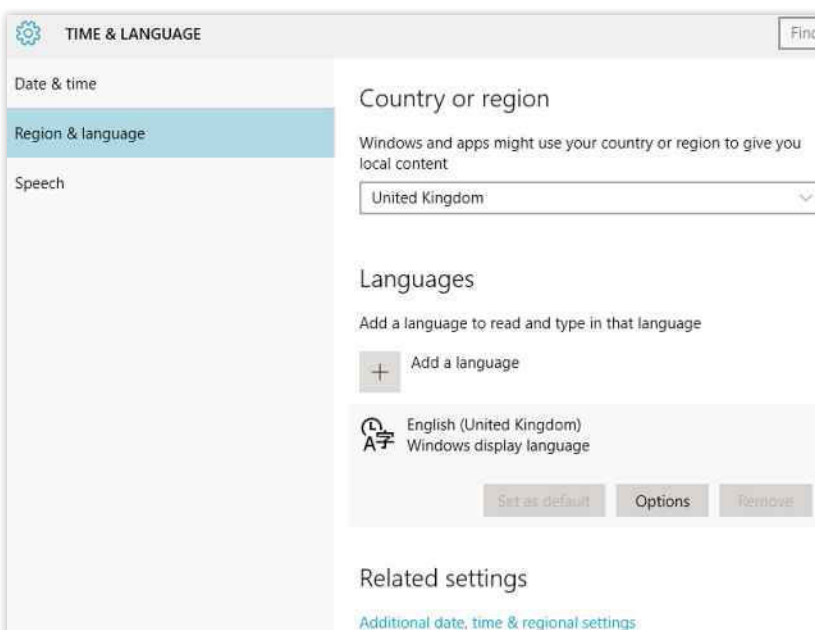 TIME & LANGUAGE
Find
Date & time
Region & language
Speech
Country or region
Windows and apps might use your country or region to give you
local content
United Kingdom
Languages
Add a language to read and type in that language
Add a language
English (United Kingdom)
Windows display language
Set as default
Options
Remove
Related settings
Additional date, time & regional settings